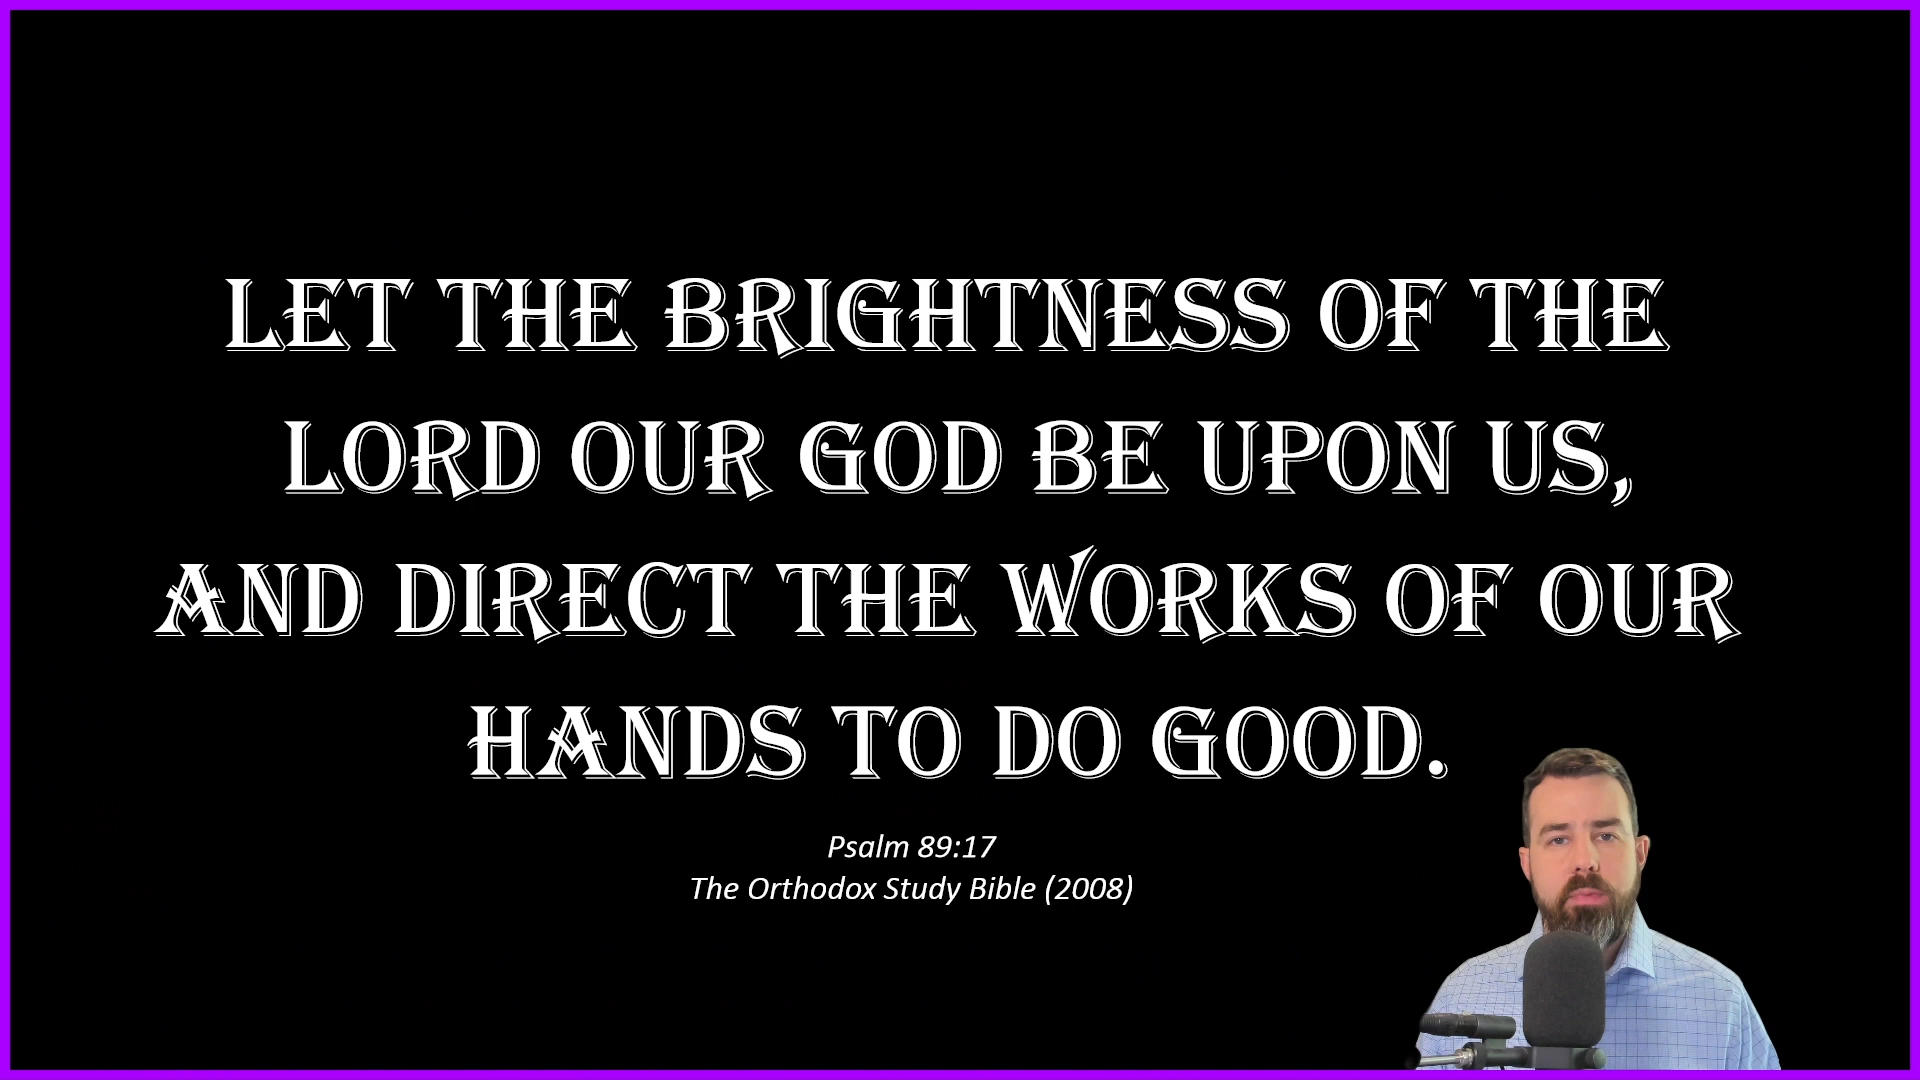 LET THE BRIGHTNESS OF THE
LORD OUR GOD BE UPON US,
AND DIRECT THE WORKS OF OUR
HANDS TO DO GOOD.
Psalm 89:17
The Orthodox Study Bible (2008)